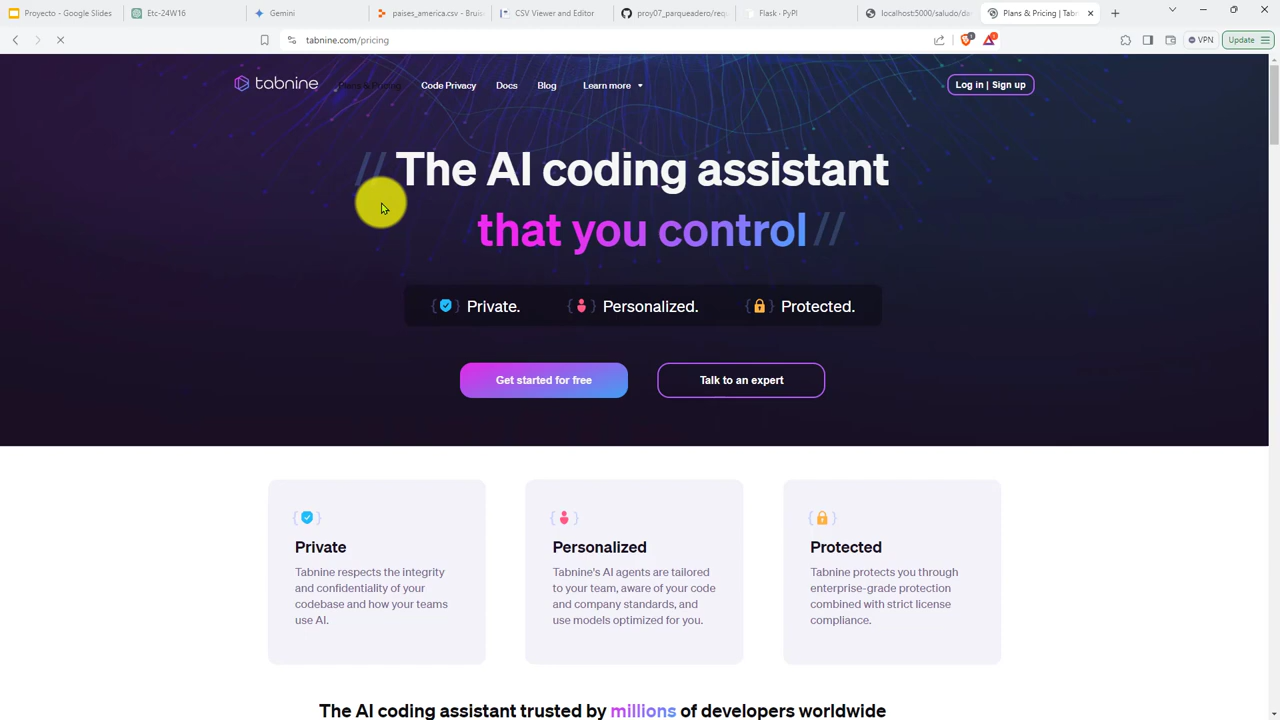 Proyecto - Google Slides
Etc-24W16
Gemini
paises_america.csv - Brui
CSV Viewer and Editor
proy07_parqueadero/requ
Flask · PyPI
localhost:5000/saludo/da
Plans & Pricing | Tab
tabnine.com/pricing
VPN
Update
tabnine
Plans & Pricing
Code Privacy
Docs
Blog
Learn more
Log in | Sign up
// The AI coding assistant
that you control //
{ } Private.
{ } Personalized.
{ } Protected.
Get started for free
Talk to an expert
{ }
Private
Tabnine respects the integrity
and confidentiality of your
codebase and how your teams
use AI.
{ }
Personalized
Tabnine's AI agents are tailored
to your team, aware of your code
and company standards, and
use models optimized for you.
{ }
Protected
Tabnine protects you through
enterprise-grade protection
combined with strict license
compliance.
The AI coding assistant trusted by millions of developers worldwide